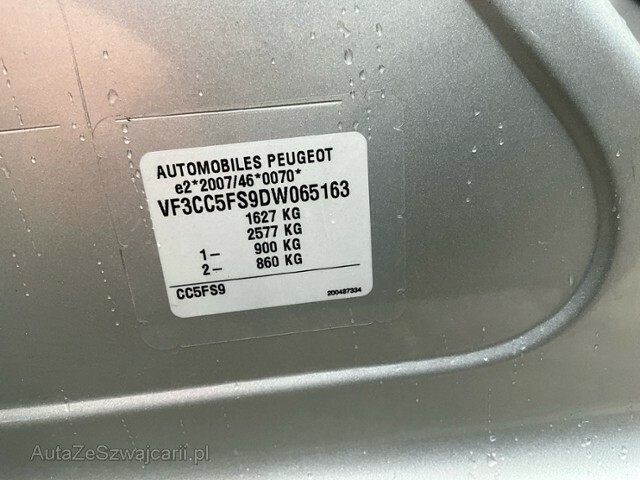 AUTOMOBILES PEUGEOT
e2*2007/46*0070*
VF3CC5FS9DW065163
1627 KG
2577 KG
1- 900 KG
2- 860 KG
CC5FS9 200437334
AutaZeSzwajcarii.pl